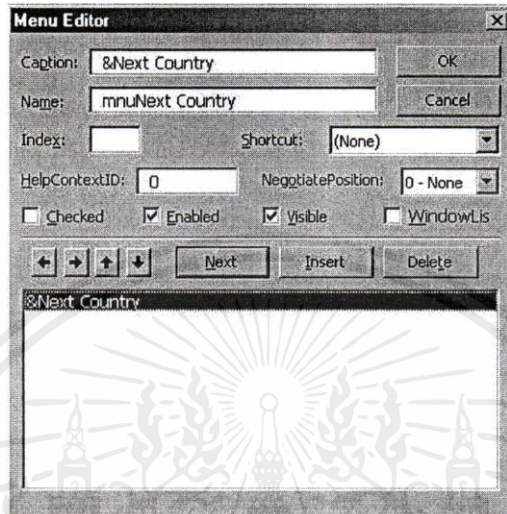 Menu Editor
Caption: &Next Country OK
Name: mnuNext Country Cancel
Index: Shortcut: (None)
HelpContextID: 0 NegotiatePosition: 0 - None
Checked Enabled Visible WindowLis
Next Insert Delete
&Next Country